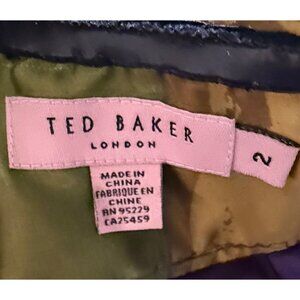 TED BAKER
LONDON
2
MADE IN
CHINA
FABRIQUE EN
CHINE
RN 95229
CA25459